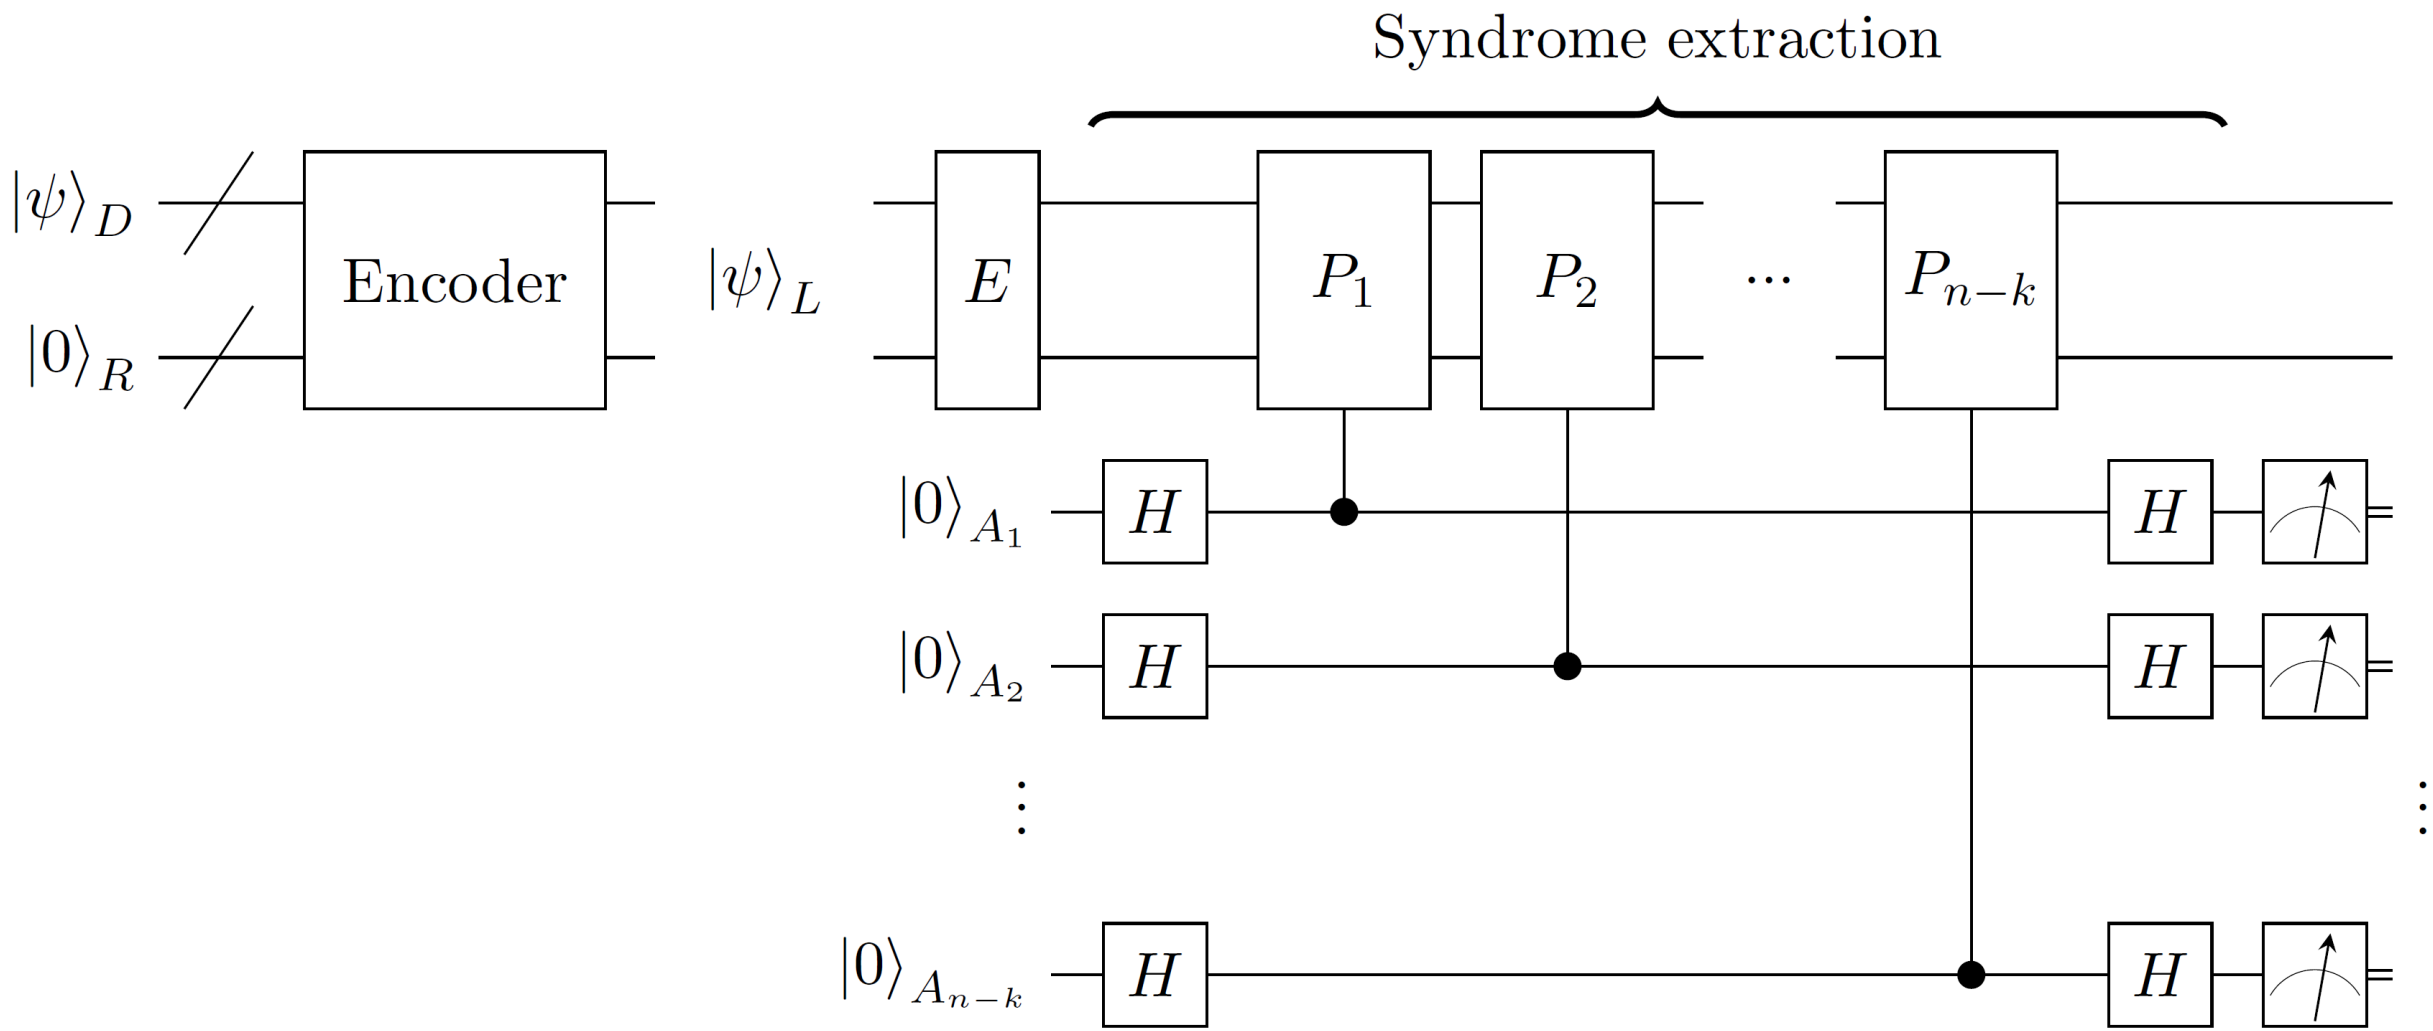 Syndrome extraction
|ψ⟩_D
Encoder
|0⟩_R
|ψ⟩_L
E
P_1
P_2
...
P_{n−k}
|0⟩_{A_1}
H
H
|0⟩_{A_2}
H
H
⋮
⋮
|0⟩_{A_{n−k}}
H
H